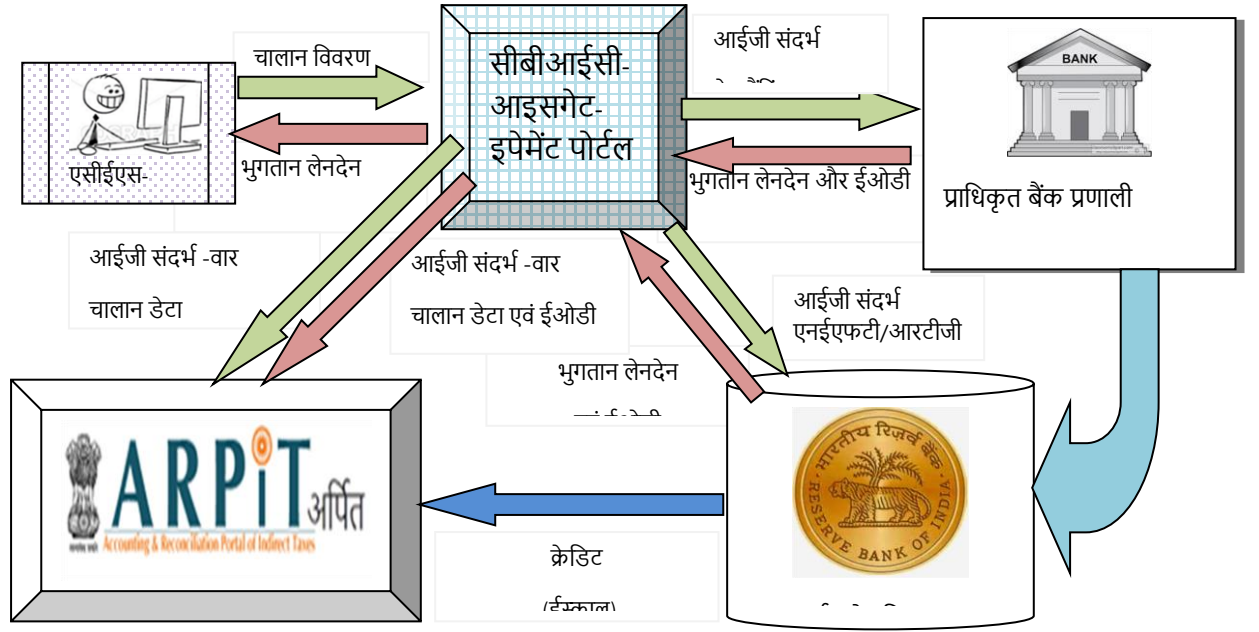 चालान विवरण
सीबीआईसी-
आइसगेट-
इपेमेंट पोर्टल
आईजी संदर्भ
BANK
एसीईएस-
भुगतान लेनदेन
भुगतान लेनदेन और ईओडी
प्राधिकृत बैंक प्रणाली
आईजी संदर्भ -वार
चालान डेटा
आईजी संदर्भ -वार
चालान डेटा एवं ईओडी
आईजी संदर्भ
एनईएफटी/आरटीजी
भुगतान लेनदेन
ARPiT
अर्पित
Accounting & Reconciliation Portal of Indirect Taxes
भारतीय रिज़र्व बैंक
RESERVE BANK OF INDIA
क्रेडिट
(ईस्काल)